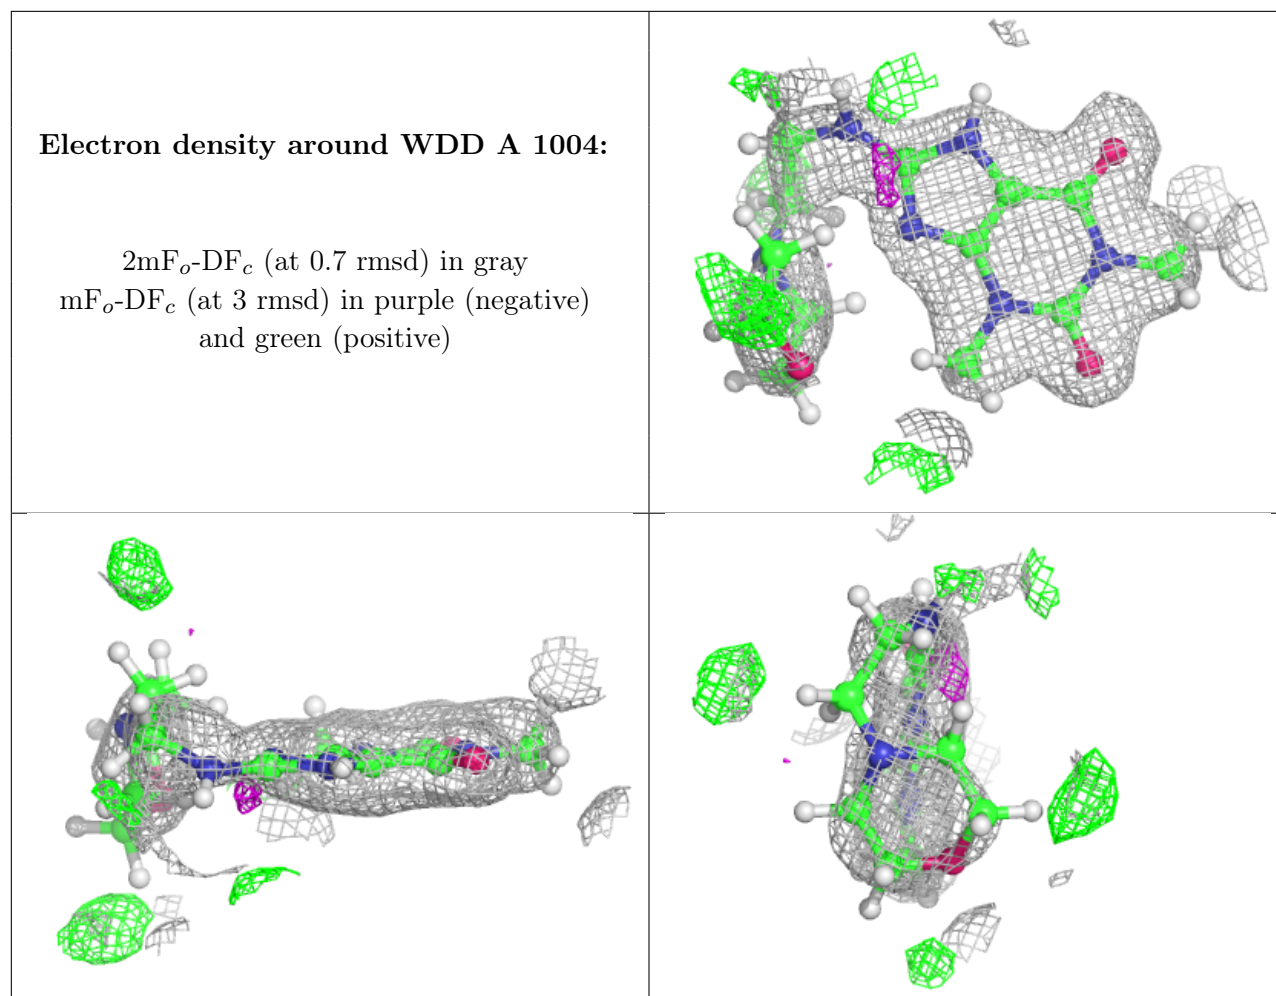 Electron density around WDD A 1004:
2mFo-DFc (at 0.7 rmsd) in gray
mFo-DFc (at 3 rmsd) in purple (negative)
and green (positive)